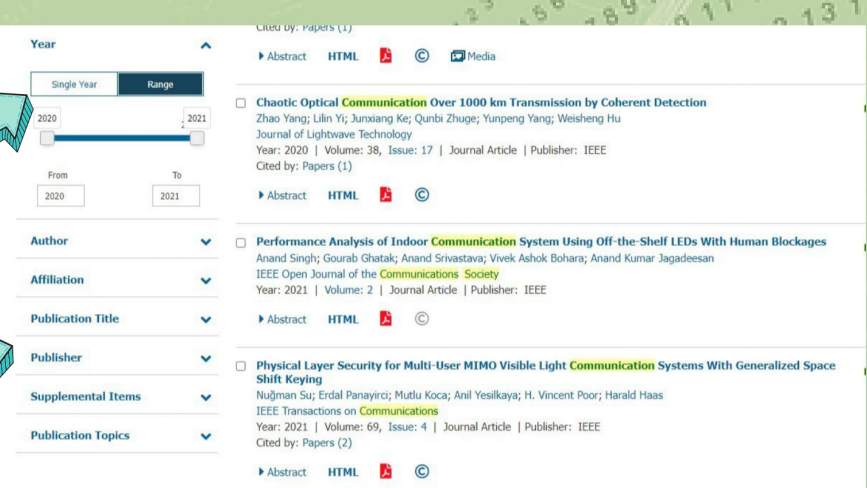 Year
Single Year Range
2020 2021
From To
2020 2021
Author
Affiliation
Publication Title
Publisher
Supplemental Items
Publication Topics
Cited by: Papers (1)
Abstract HTML © Media
Chaotic Optical Communication Over 1000 km Transmission by Coherent Detection
Zhao Yang; Lilin Yi; Junxiang Ke; Qunbi Zhuge; Yunpeng Yang; Weisheng Hu
Journal of Lightwave Technology
Year: 2020 | Volume: 38, Issue: 17 | Journal Article | Publisher: IEEE
Cited by: Papers (1)
Abstract HTML ©
Performance Analysis of Indoor Communication System Using Off-the-Shelf LEDs With Human Blockages
Anand Singh; Gourab Ghatak; Anand Srivastava; Vivek Ashok Bohara; Anand Kumar Jagadeesan
IEEE Open Journal of the Communications Society
Year: 2021 | Volume: 2 | Journal Article | Publisher: IEEE
Abstract HTML ©
Physical Layer Security for Multi-User MIMO Visible Light Communication Systems With Generalized Space
Shift Keying
Nuğman Su; Erdal Panayirci; Mutlu Koca; Anil Yesilkaya; H. Vincent Poor; Harald Haas
IEEE Transactions on Communications
Year: 2021 | Volume: 69, Issue: 4 | Journal Article | Publisher: IEEE
Cited by: Papers (2)
Abstract HTML ©